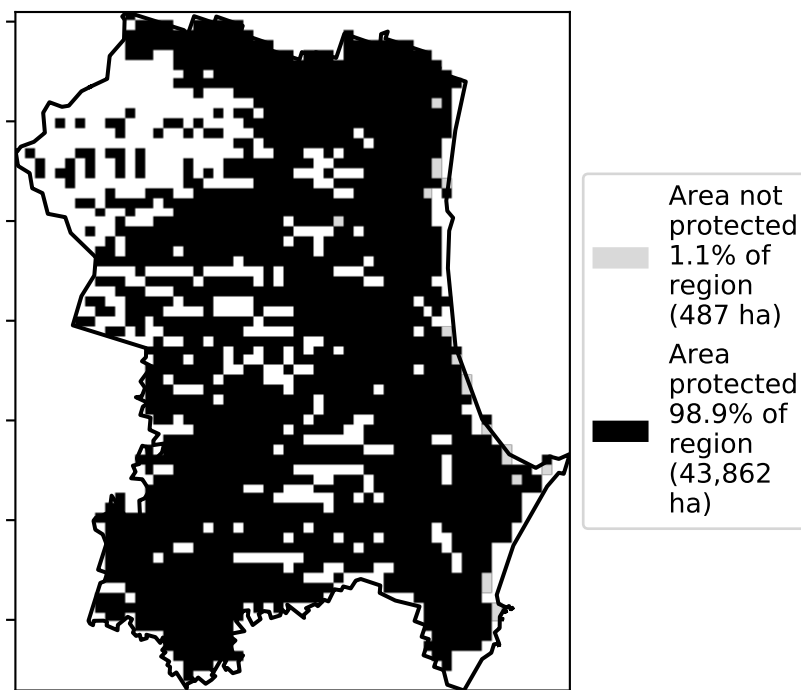 Area not
protected
1.1% of
region
(487 ha)
Area
protected
98.9% of
region
(43,862
ha)